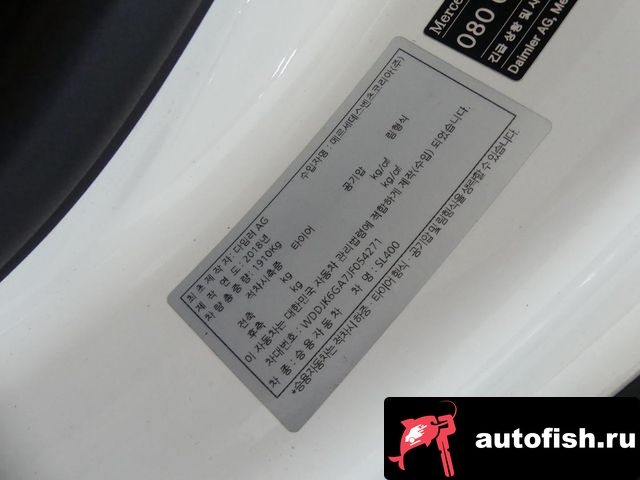 Merce
080
긴급 상황 및 사
Daimler AG, Me
최초 제작자 : 다임러 AG 수입자명 : 메르세데스벤츠코리아(주)
제작 연도 : 2018년
차량 총중량 : 1910Kg
적차시축중 타이어 공기압 림형식
전축 kg kg/㎠
후축 kg kg/㎠
이 자동차는 대한민국 자동차 관리법령에 적합하게 제작(수입) 되었습니다.
차대번호 : WDDJK6GA7JF054271
차 종 : 승용자동차 차 명 : SL400
*승용자동차는 적차시 하중 · 타이어 형식 공기압 및 림형식을 생략할 수 있습니다.
autofish.ru